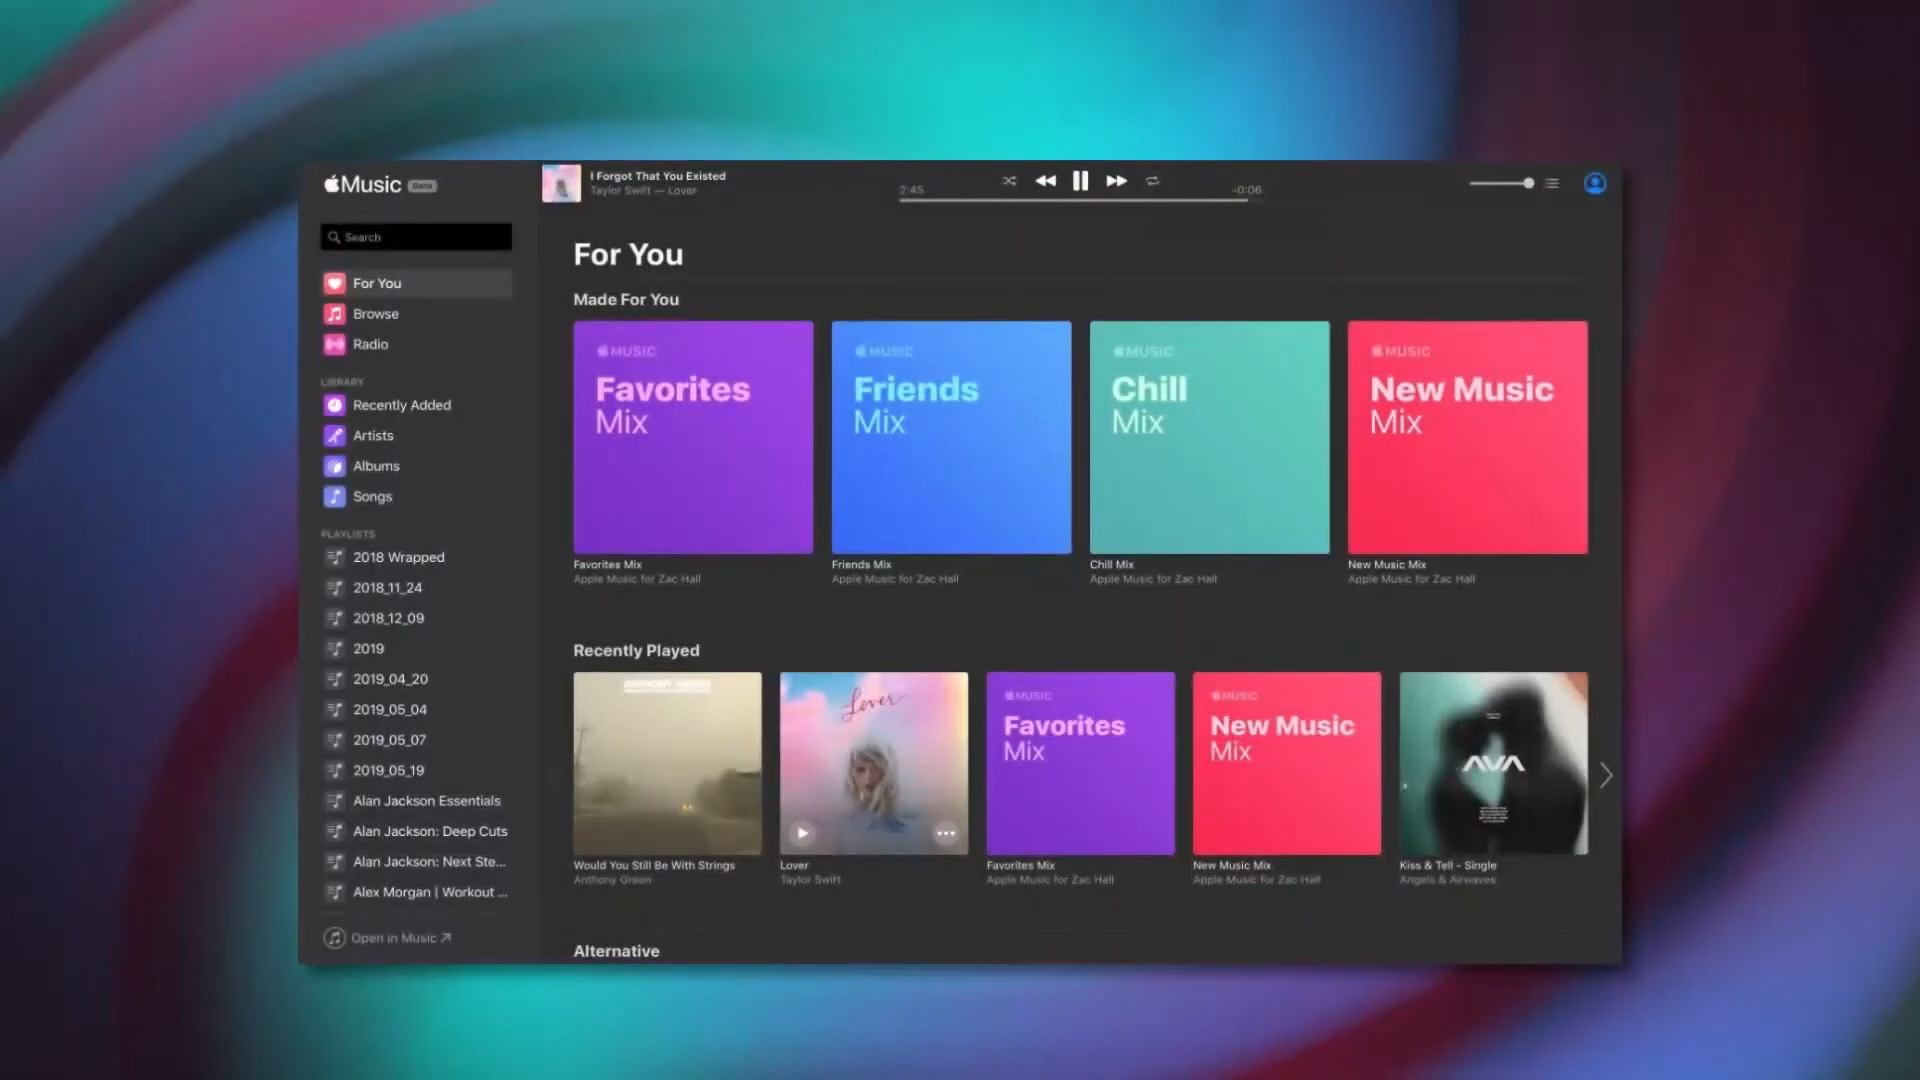 Music Beta
I Forgot That You Existed
Taylor Swift — Lover
2:45
-0:06
Search
For You
Browse
Radio
LIBRARY
Recently Added
Artists
Albums
Songs
PLAYLISTS
2018 Wrapped
2018_11_24
2018_12_09
2019
2019_04_20
2019_05_04
2019_05_07
2019_05_19
Alan Jackson Essentials
Alan Jackson: Deep Cuts
Alan Jackson: Next Ste...
Alex Morgan | Workout ...
Open in Music
For You
Made For You
MUSIC
Favorites
Mix
MUSIC
Friends
Mix
MUSIC
Chill
Mix
MUSIC
New Music
Mix
Favorites Mix
Apple Music for Zac Hall
Friends Mix
Apple Music for Zac Hall
Chill Mix
Apple Music for Zac Hall
New Music Mix
Apple Music for Zac Hall
Recently Played
ANTHONY GREEN
Lover
MUSIC
Favorites
Mix
MUSIC
New Music
Mix
AVA
Would You Still Be With Strings
Anthony Green
Lover
Taylor Swift
Favorites Mix
Apple Music for Zac Hall
New Music Mix
Apple Music for Zac Hall
Kiss & Tell - Single
Angels & Airwaves
Alternative